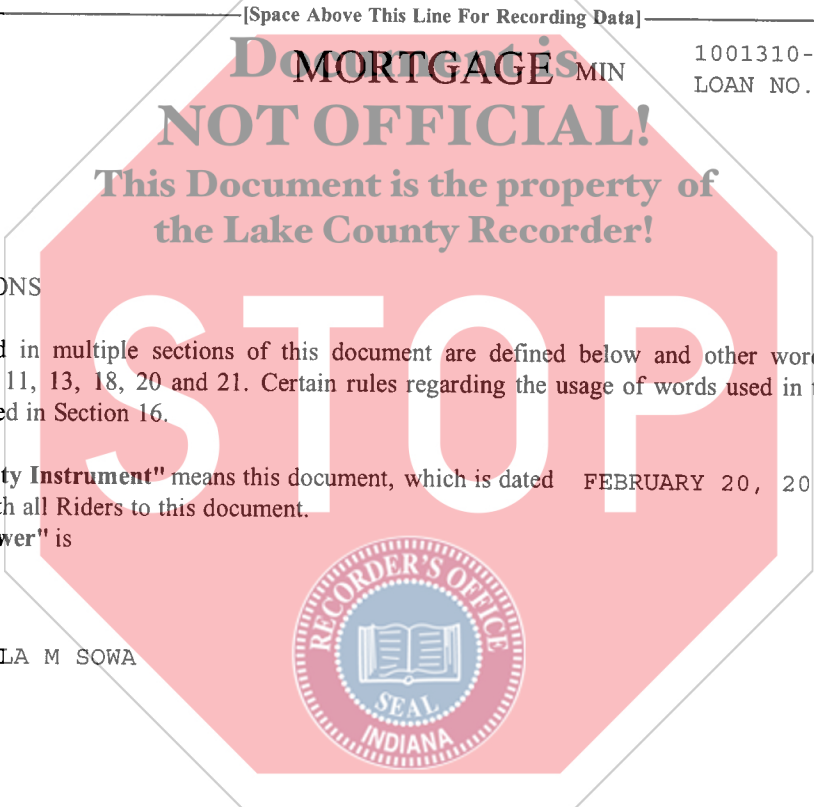 [Space Above This Line For Recording Data]
Document is
MORTGAGE MIN 1001310-
LOAN NO.
NOT OFFICIAL!
This Document is the property of
the Lake County Recorder!
ONS
STOP
d in multiple sections of this document are defined below and other word
11, 13, 18, 20 and 21. Certain rules regarding the usage of words used in t
ed in Section 16.
ty Instrument" means this document, which is dated FEBRUARY 20, 20
th all Riders to this document.
wer" is
LA M SOWA
RECORDER'S OFFICE
SEAL
INDIANA